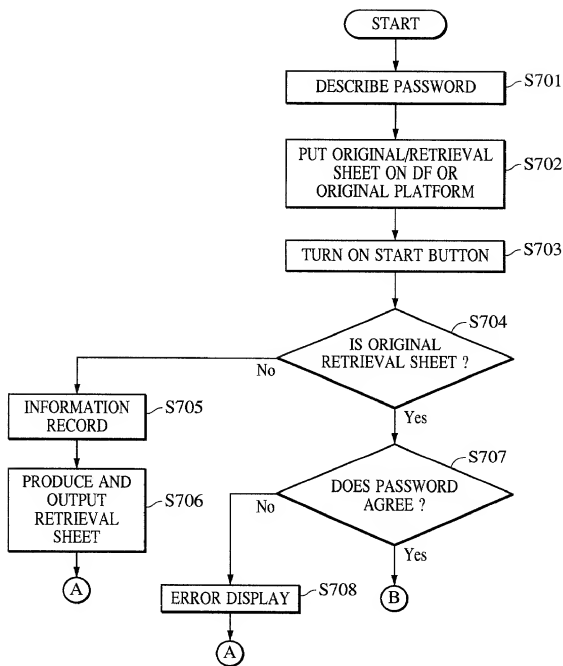 START
DESCRIBE PASSWORD
S701
PUT ORIGINAL/RETRIEVAL
SHEET ON DF OR
ORIGINAL PLATFORM
S702
TURN ON START BUTTON
S703
IS ORIGINAL
RETRIEVAL SHEET ?
S704
No
Yes
INFORMATION
RECORD
S705
PRODUCE AND
OUTPUT
RETRIEVAL
SHEET
S706
A
DOES PASSWORD
AGREE ?
S707
No
Yes
ERROR DISPLAY
S708
A
B